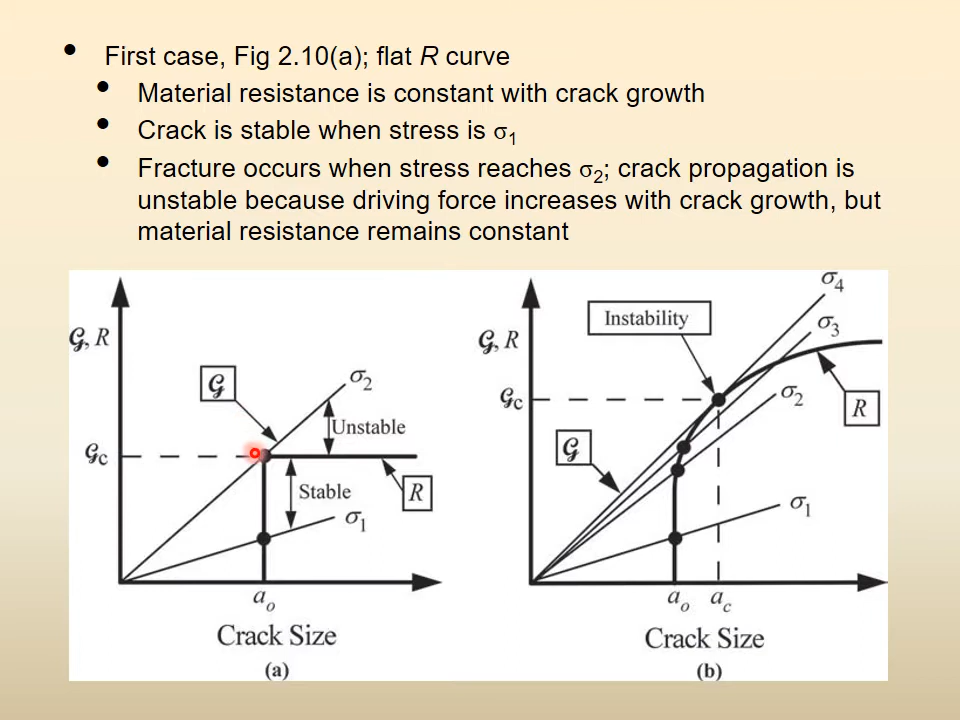 • First case, Fig 2.10(a); flat R curve
• Material resistance is constant with crack growth
• Crack is stable when stress is σ1
• Fracture occurs when stress reaches σ2; crack propagation is
unstable because driving force increases with crack growth, but
material resistance remains constant
𝒢, R
𝒢
σ2
Unstable
𝒢c
Stable
R
σ1
ao
Crack Size
(a)
σ4
Instability
σ3
𝒢, R
σ2
𝒢c
R
𝒢
σ1
ao ac
Crack Size
(b)